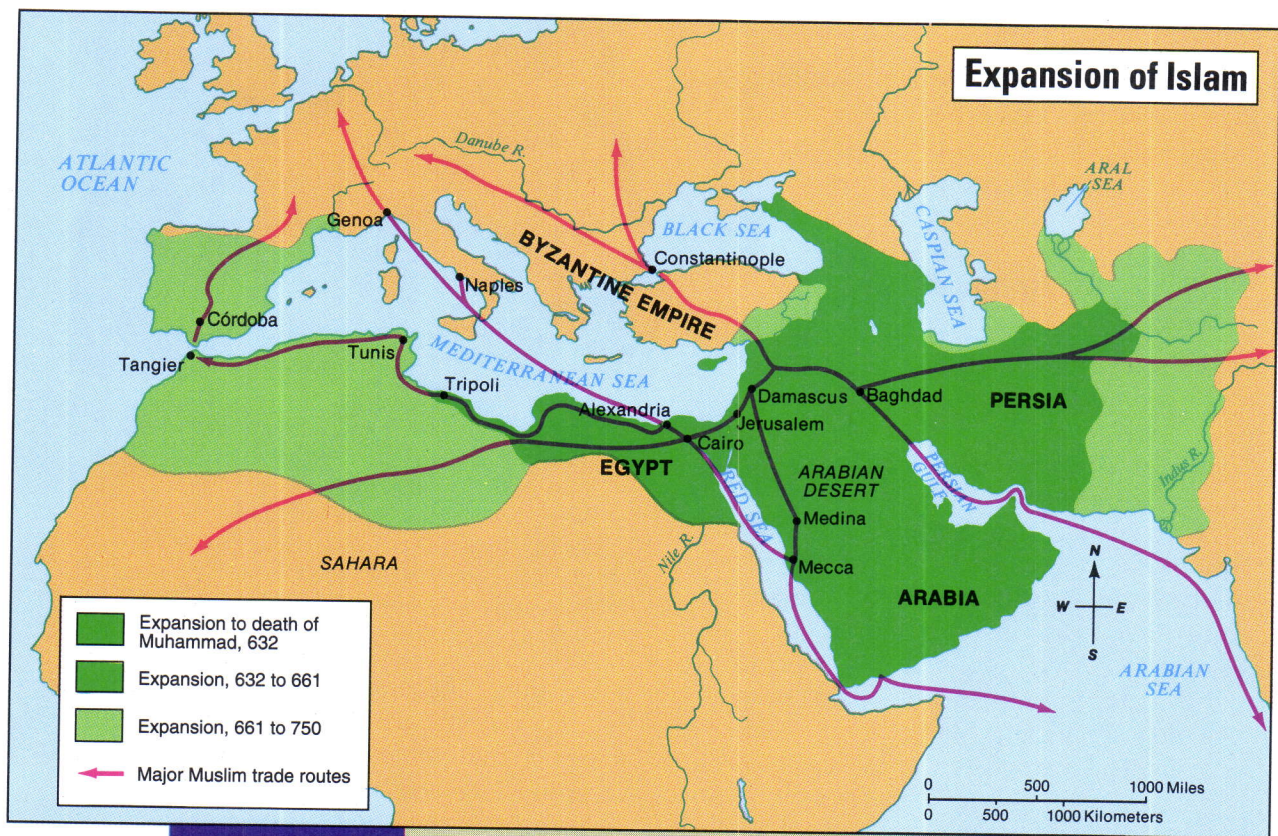 Expansion of Islam
ATLANTIC
OCEAN
Danube R.
ARAL
SEA
CASPIAN SEA
BLACK SEA
Genoa
Constantinople
BYZANTINE EMPIRE
Naples
Córdoba
Tangier
Tunis
MEDITERRANEAN SEA
Tripoli
Alexandria
Damascus
Baghdad
PERSIA
Jerusalem
Cairo
EGYPT
ARABIAN
DESERT
PERSIAN
GULF
Indus R.
RED SEA
Medina
Nile R.
Mecca
SAHARA
ARABIA
N
W
E
S
ARABIAN
SEA
Expansion to death of
Muhammad, 632
Expansion, 632 to 661
Expansion, 661 to 750
Major Muslim trade routes
0 500 1000 Miles
0 500 1000 Kilometers